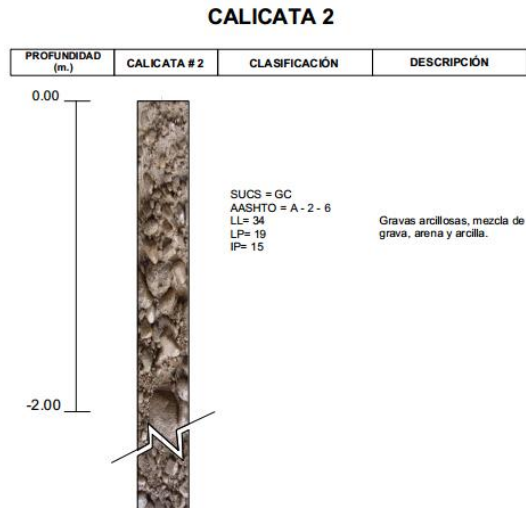 CALICATA 2
PROFUNDIDAD
(m.)
CALICATA # 2
CLASIFICACIÓN
DESCRIPCIÓN
0.00
SUCS = GC
AASHTO = A - 2 - 6
LL= 34
LP= 19
IP= 15
Gravas arcillosas, mezcla de
grava, arena y arcilla.
-2.00